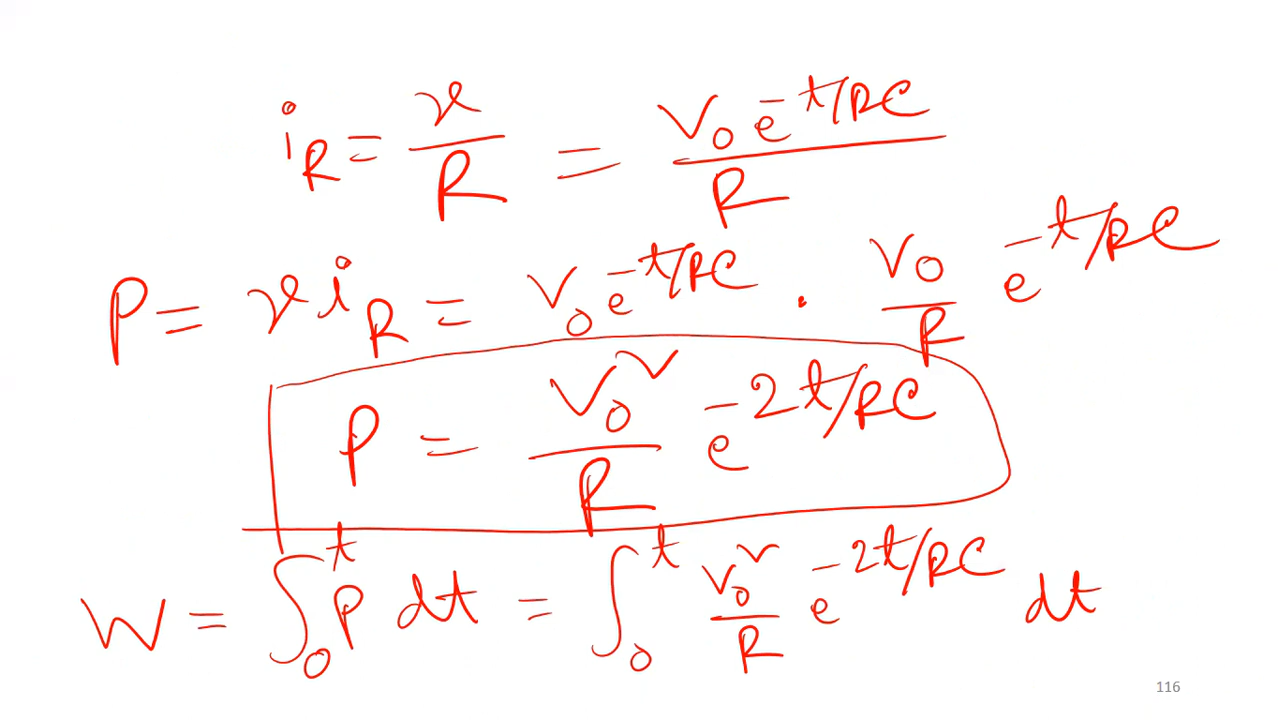 i_R = v/R = V_0 e^{-t/RC} / R
P = v i_R = V_0 e^{-t/RC} . V_0/R e^{-t/RC}
P = V_0^2/R e^{-2t/RC}
W = ∫_0^t P dt = ∫_0^t V_0^2/R e^{-2t/RC} dt
116